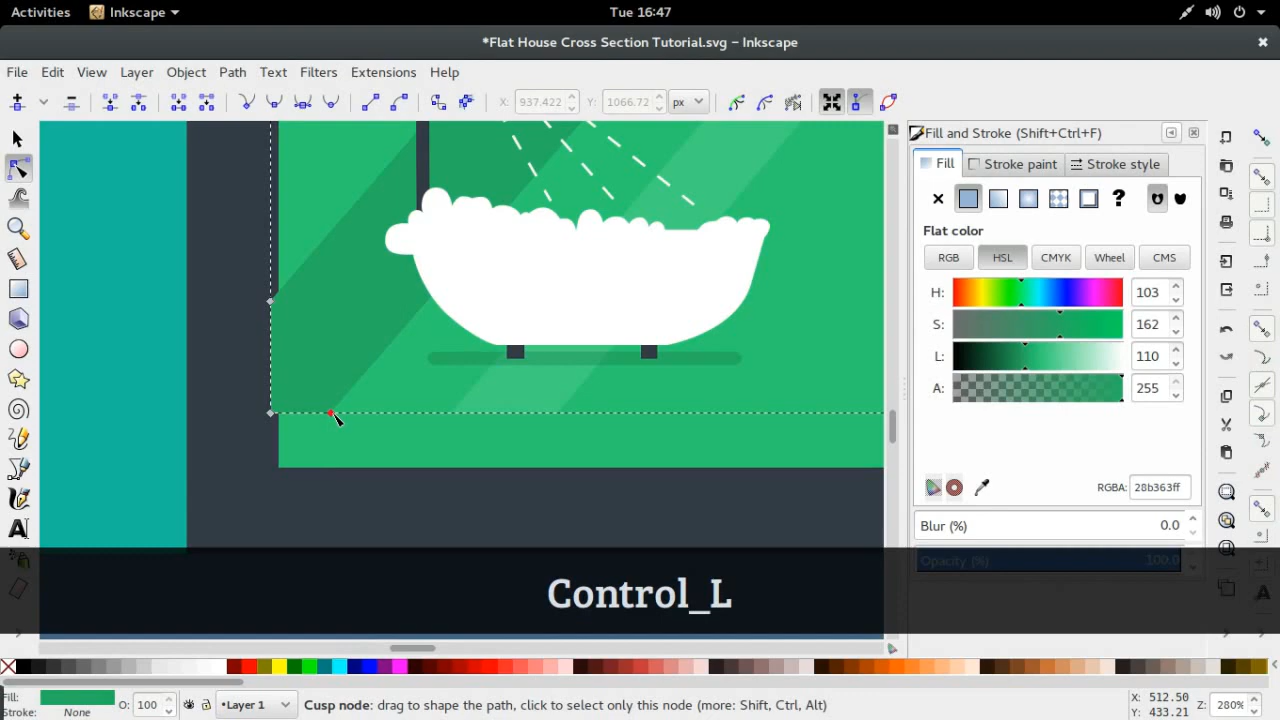 Activities Inkscape Tue 16:47
*Flat House Cross Section Tutorial.svg – Inkscape
File Edit View Layer Object Path Text Filters Extensions Help
X: 937.422 Y: 1066.72 px
Fill and Stroke (Shift+Ctrl+F)
Fill Stroke paint Stroke style
?
Flat color
RGB HSL CMYK Wheel CMS
H: 103
S: 162
L: 110
A: 255
RGBA: 28b363ff
Blur (%) 0.0
Opacity (%) 100.0
Control_L
Fill: O: 100 •Layer 1 Cusp node: drag to shape the path, click to select only this node (more: Shift, Ctrl, Alt) X: 512.50 Z: 280%
Stroke: None Y: 433.21